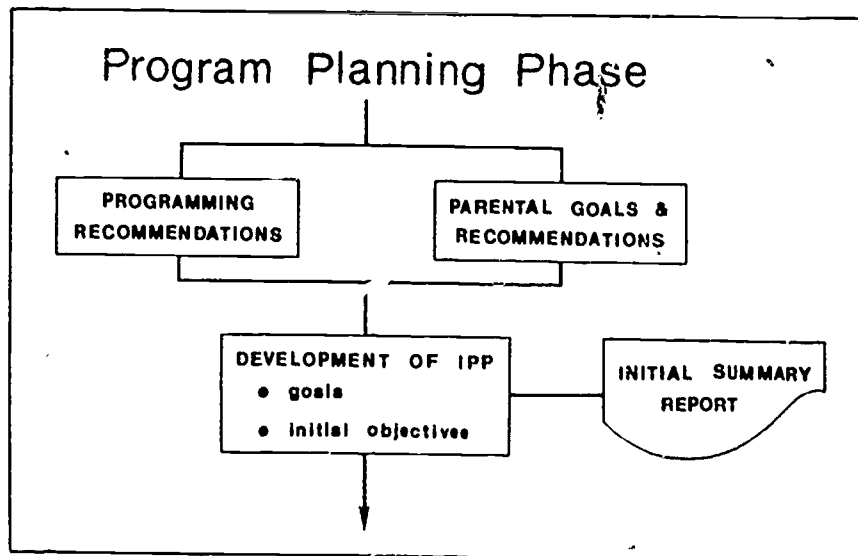 Program Planning Phase
PROGRAMMING
RECOMMENDATIONS
PARENTAL GOALS &
RECOMMENDATIONS
DEVELOPMENT OF IPP
● goals
● initial objectives
INITIAL SUMMARY
REPORT